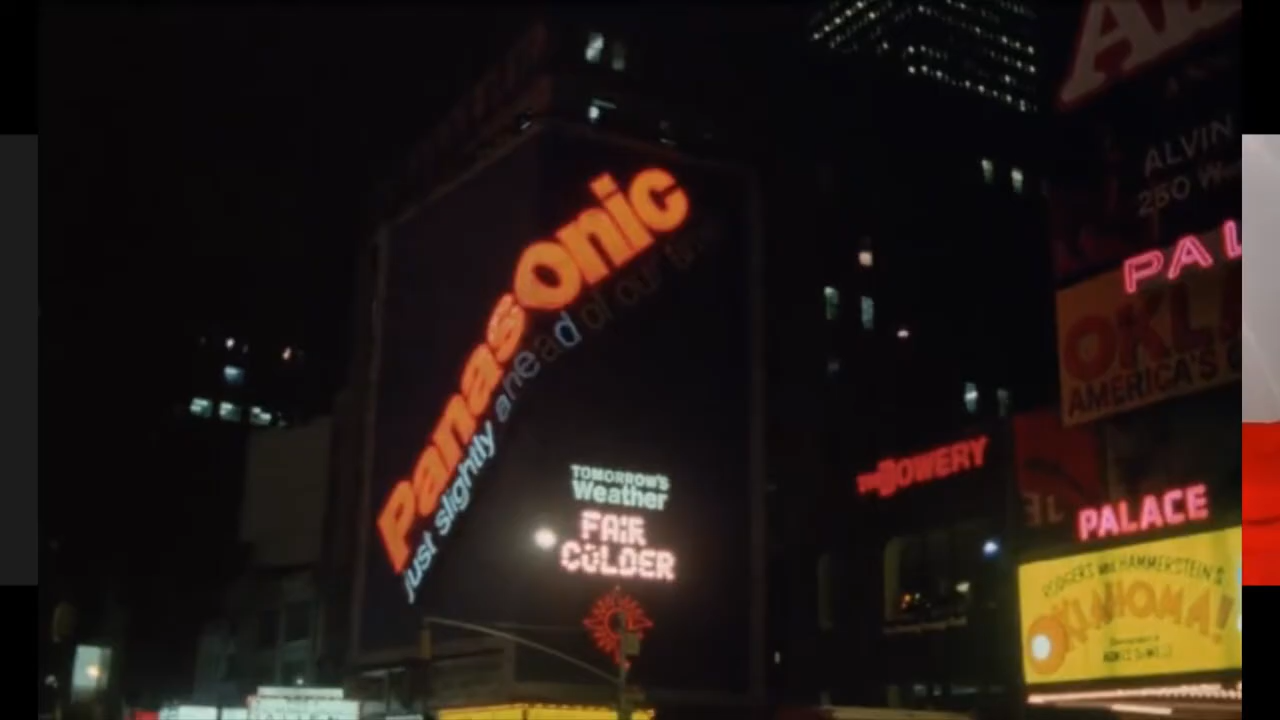 PanasOnic
just slightly ahead of our time
TOMORROW'S
Weather
FAIR
COLDER
ALVIN
250
PAL
OKLA
AMERICA'S
THE BOWERY
PALACE
RODGERS AND HAMMERSTEIN'S
OKLAHOMA!